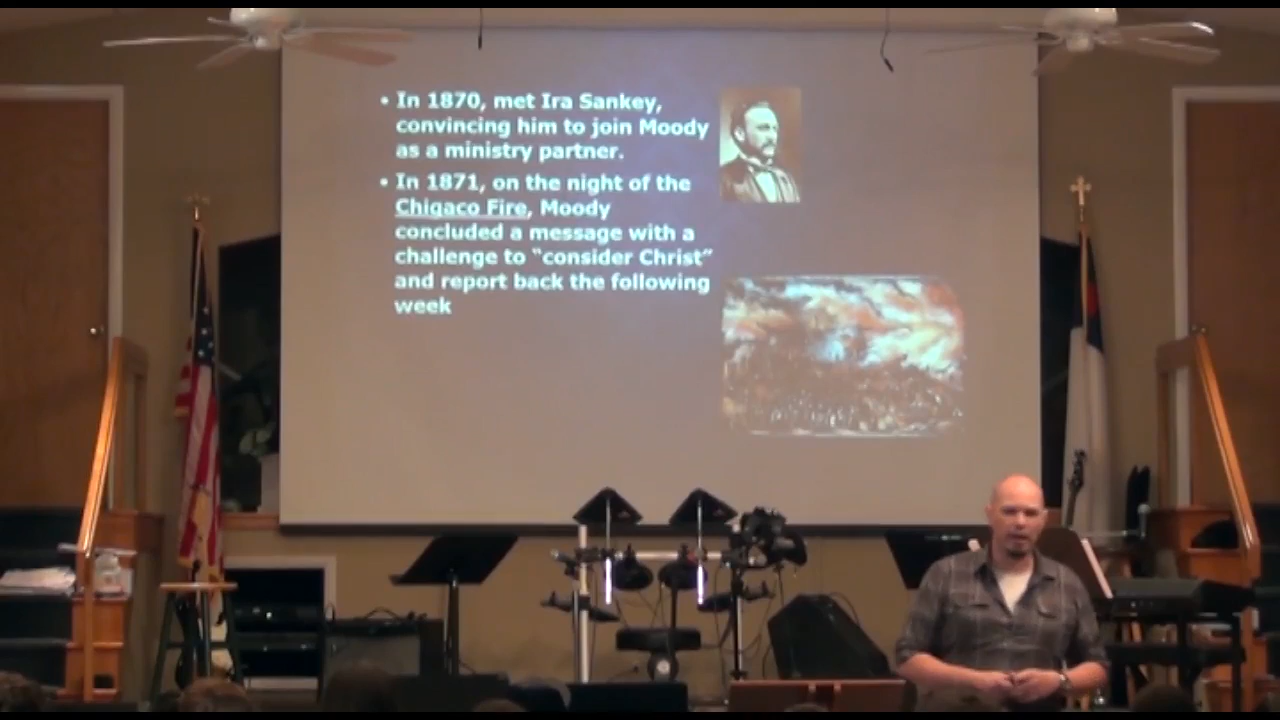 • In 1870, met Ira Sankey,
convincing him to join Moody
as a ministry partner.
• In 1871, on the night of the
Chigaco Fire, Moody
concluded a message with a
challenge to “consider Christ”
and report back the following
week